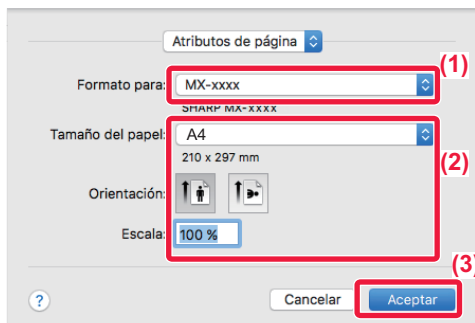 Atributos de página
(1)
Formato para: MX-xxxx
SHARP MX-xxxx
Tamaño del papel: A4
210 x 297 mm
(2)
Orientación:
Escala: 100 %
(3)
? Cancelar Aceptar